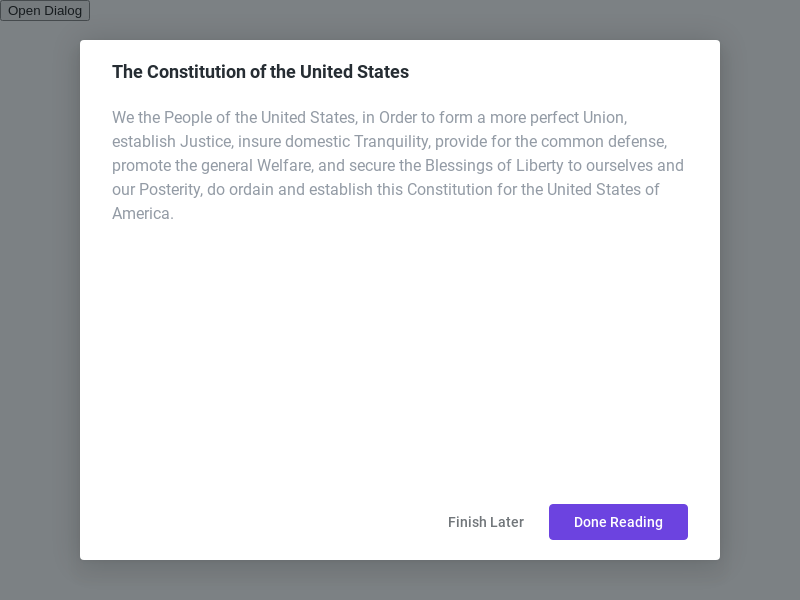 Open Dialog
The Constitution of the United States
We the People of the United States, in Order to form a more perfect Union,
establish Justice, insure domestic Tranquility, provide for the common defense,
promote the general Welfare, and secure the Blessings of Liberty to ourselves and
our Posterity, do ordain and establish this Constitution for the United States of
America.
Finish Later
Done Reading